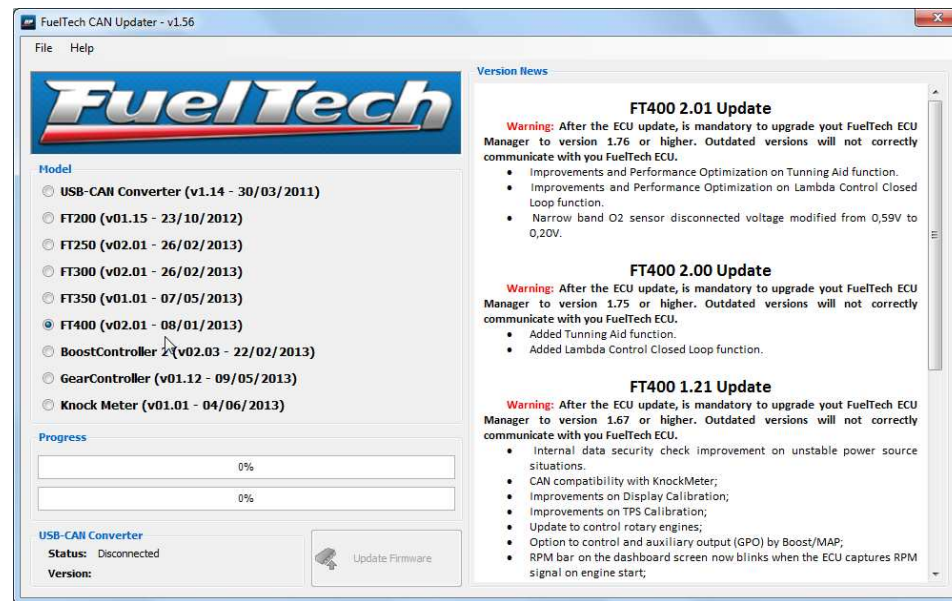 FuelTech CAN Updater - v1.56
File Help
FuelTech
Model
USB-CAN Converter (v1.14 - 30/03/2011)
FT200 (v01.15 - 23/10/2012)
FT250 (v02.01 - 26/02/2013)
FT300 (v02.01 - 26/02/2013)
FT350 (v01.01 - 07/05/2013)
FT400 (v02.01 - 08/01/2013)
BoostController 2 (v02.03 - 22/02/2013)
GearController (v01.12 - 09/05/2013)
Knock Meter (v01.01 - 04/06/2013)
Progress
0%
0%
USB-CAN Converter
Status: Disconnected
Version:
Update Firmware
Version News
FT400 2.01 Update
Warning: After the ECU update, is mandatory to upgrade yout FuelTech ECU
Manager to version 1.76 or higher. Outdated versions will not correctly
communicate with you FuelTech ECU.
• Improvements and Performance Optimization on Tunning Aid function.
• Improvements and Performance Optimization on Lambda Control Closed
Loop function.
• Narrow band O2 sensor disconnected voltage modified from 0,59V to
0,20V.
FT400 2.00 Update
Warning: After the ECU update, is mandatory to upgrade yout FuelTech ECU
Manager to version 1.75 or higher. Outdated versions will not correctly
communicate with you FuelTech ECU.
• Added Tunning Aid function.
• Added Lambda Control Closed Loop function.
FT400 1.21 Update
Warning: After the ECU update, is mandatory to upgrade yout FuelTech ECU
Manager to version 1.67 or higher. Outdated versions will not correctly
communicate with you FuelTech ECU.
• Internal data security check improvement on unstable power source
situations.
• CAN compatibility with KnockMeter;
• Improvements on Display Calibration;
• Improvements on TPS Calibration;
• Update to control rotary engines;
• Option to control and auxiliary output (GPO) by Boost/MAP;
• RPM bar on the dashboard screen now blinks when the ECU captures RPM
signal on engine start;